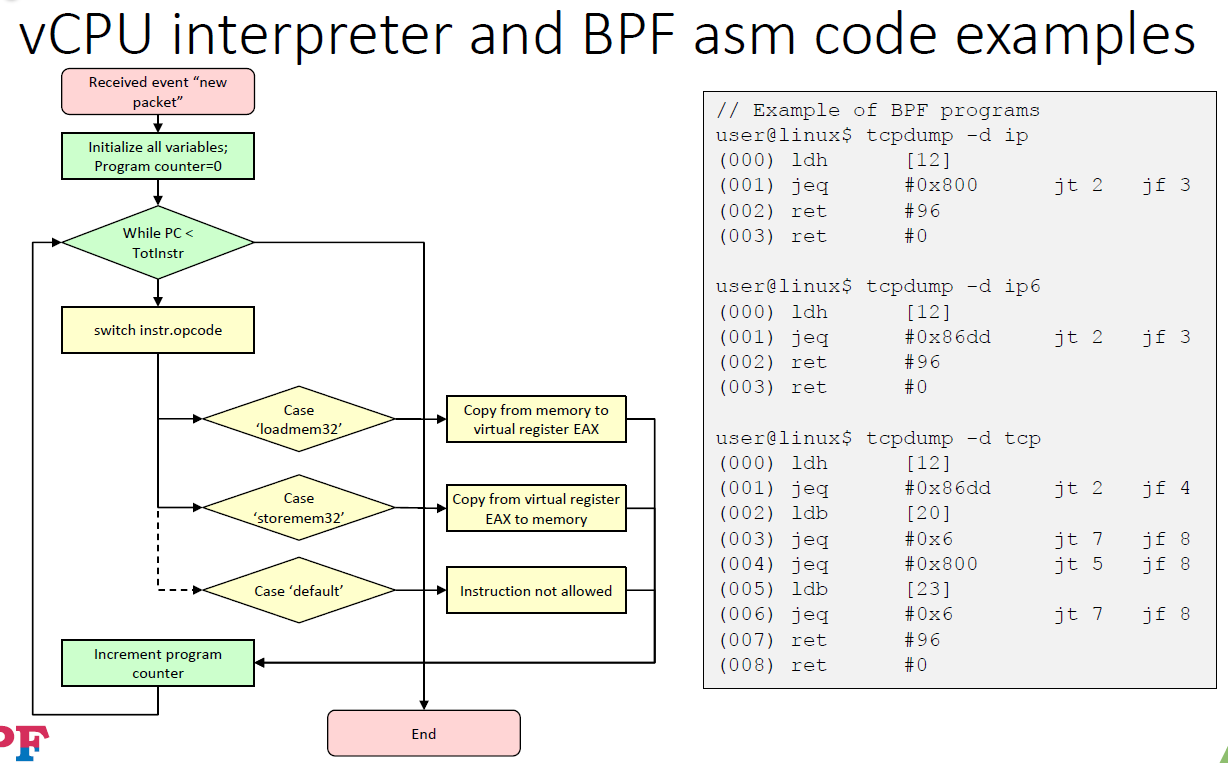 vCPU interpreter and BPF asm code examples
Received event “new
packet”
Initialize all variables;
Program counter=0
While PC <
TotInstr
switch instr.opcode
Case
‘loadmem32’
Copy from memory to
virtual register EAX
Case
‘storemem32’
Copy from virtual register
EAX to memory
Case ‘default’
Instruction not allowed
Increment program
counter
End
// Example of BPF programs
user@linux$ tcpdump -d ip
(000) ldh [12]
(001) jeq #0x800 jt 2 jf 3
(002) ret #96
(003) ret #0
user@linux$ tcpdump -d ip6
(000) ldh [12]
(001) jeq #0x86dd jt 2 jf 3
(002) ret #96
(003) ret #0
user@linux$ tcpdump -d tcp
(000) ldh [12]
(001) jeq #0x86dd jt 2 jf 4
(002) ldb [20]
(003) jeq #0x6 jt 7 jf 8
(004) jeq #0x800 jt 5 jf 8
(005) ldb [23]
(006) jeq #0x6 jt 7 jf 8
(007) ret #96
(008) ret #0
PF